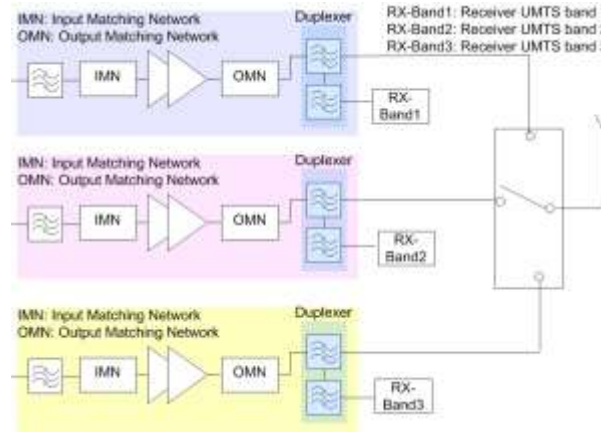 IMN: Input Matching Network
OMN: Output Matching Network
Duplexer
RX-Band1: Receiver UMTS band
RX-Band2: Receiver UMTS band
RX-Band3: Receiver UMTS band
IMN
OMN
RX-
Band1
IMN: Input Matching Network
OMN: Output Matching Network
Duplexer
IMN
OMN
RX-
Band2
IMN: Input Matching Network
OMN: Output Matching Network
Duplexer
IMN
OMN
RX-
Band3